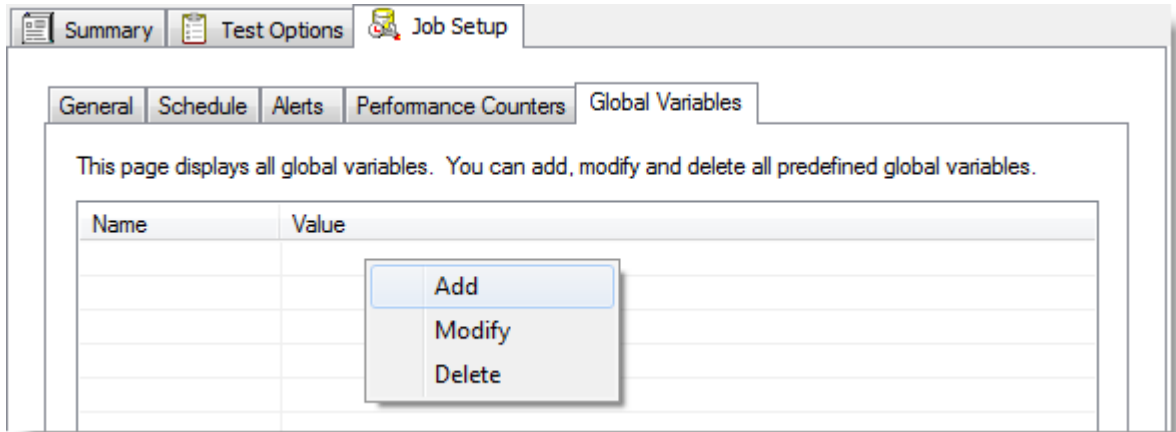 Summary Test Options Job Setup
General Schedule Alerts Performance Counters Global Variables
This page displays all global variables.  You can add, modify and delete all predefined global variables.
Name Value
Add
Modify
Delete